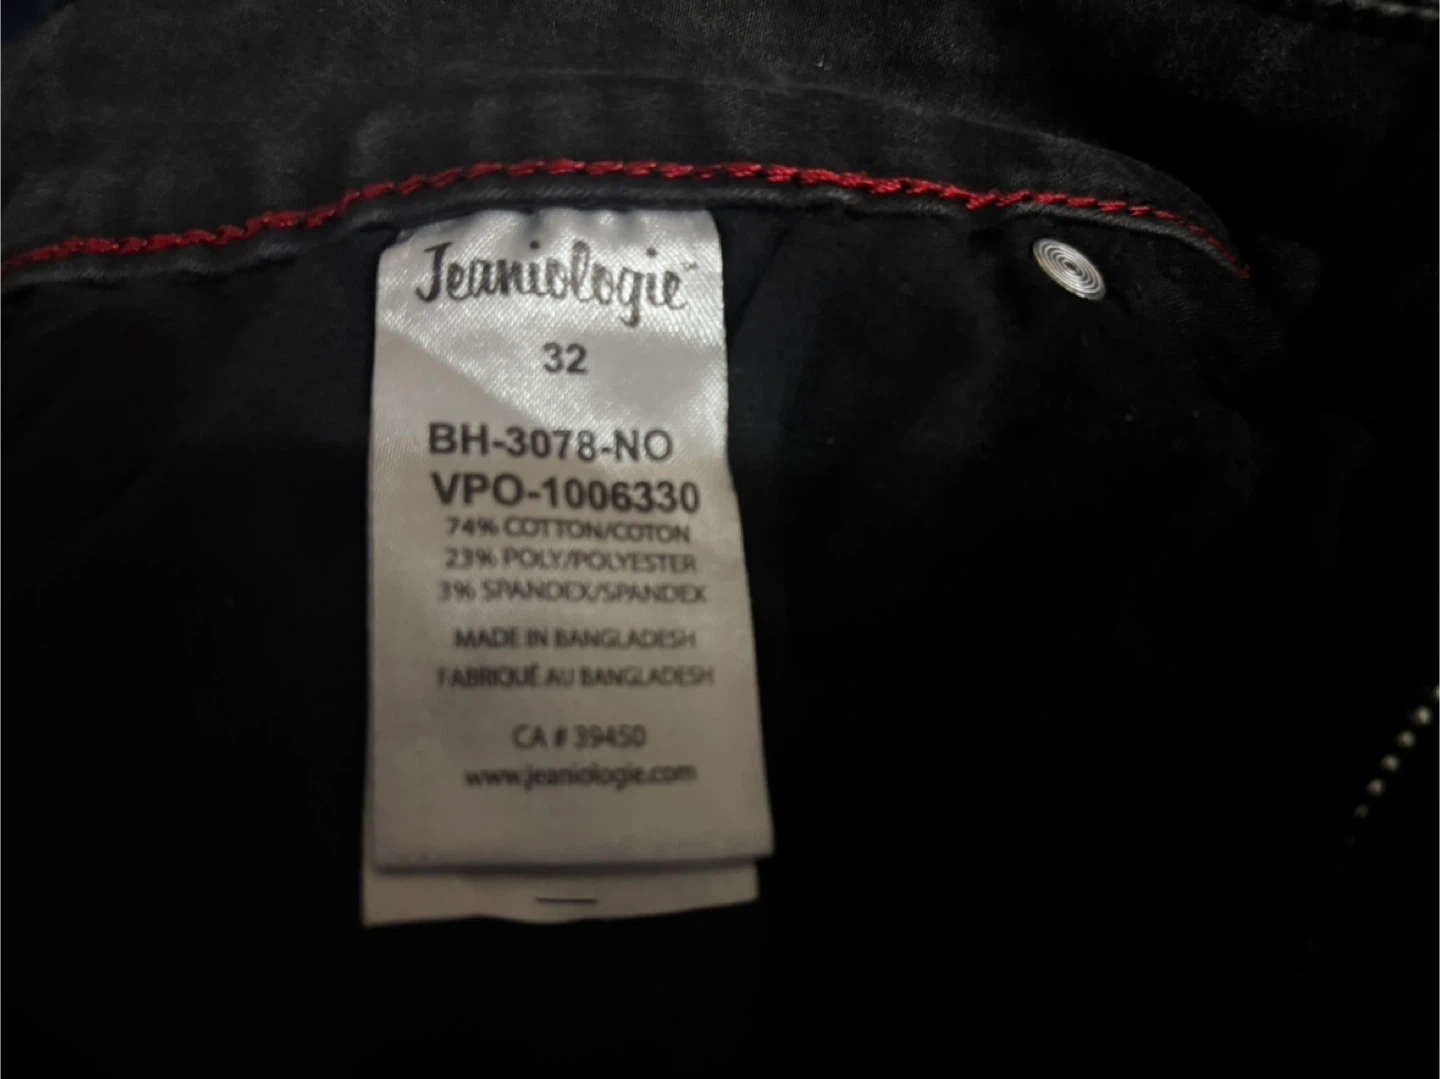 Jeaniologie™
32
BH-3078-NO
VPO-1006330
74% COTTON/COTON
23% POLY/POLYESTER
3% SPANDEX/SPANDEX
MADE IN BANGLADESH
FABRIQUÉ AU BANGLADESH
CA # 39450
www.jeaniologie.com